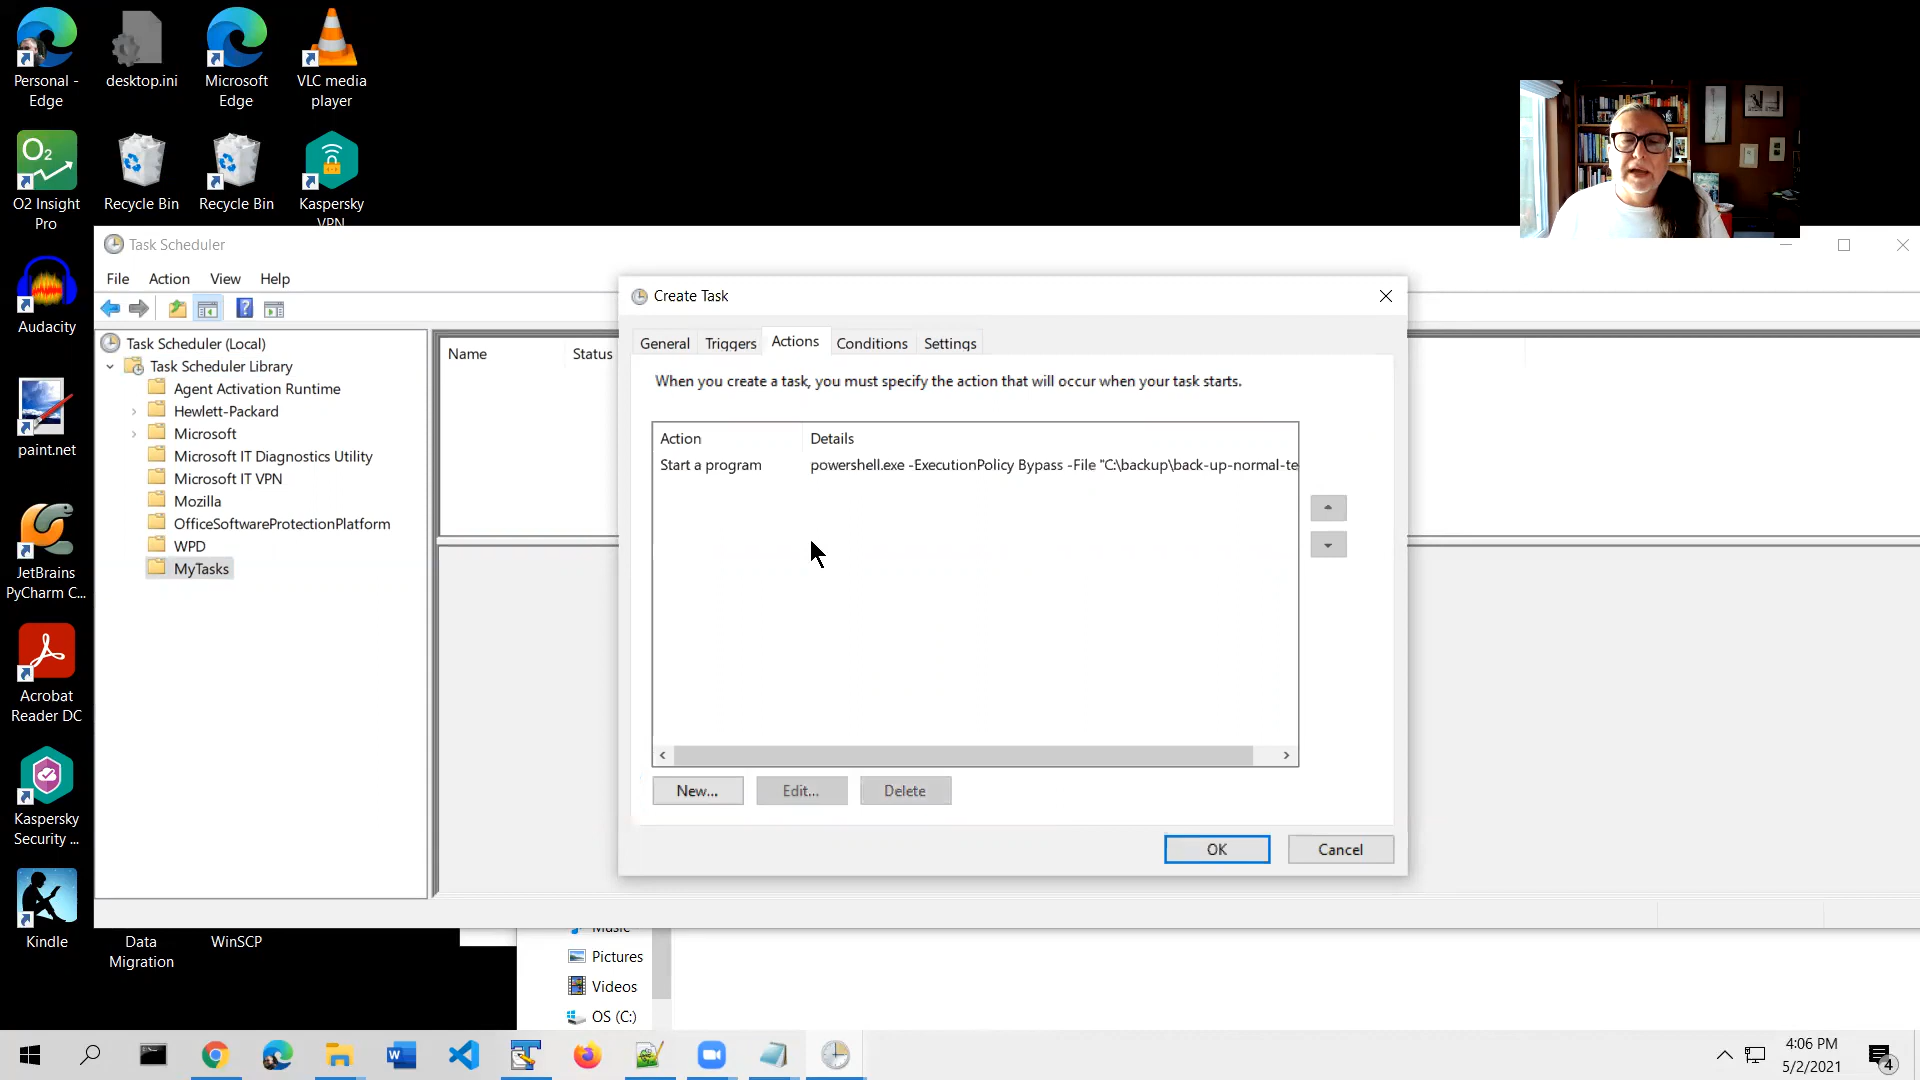 Personal -
Edge
desktop.ini
Microsoft
Edge
VLC media
player
O2
O2 Insight
Pro
Recycle Bin
Recycle Bin
Kaspersky
VPN
Audacity
paint.net
JetBrains
PyCharm C...
Acrobat
Reader DC
Kaspersky
Security ...
Kindle
Data
Migration
WinSCP
Task Scheduler
File Action View Help
Task Scheduler (Local)
Task Scheduler Library
Agent Activation Runtime
Hewlett-Packard
Microsoft
Microsoft IT Diagnostics Utility
Microsoft IT VPN
Mozilla
OfficeSoftwareProtectionPlatform
WPD
MyTasks
Name Status
Create Task
General Triggers Actions Conditions Settings
When you create a task, you must specify the action that will occur when your task starts.
Action Details
Start a program powershell.exe -ExecutionPolicy Bypass -File "C:\backup\back-up-normal-te
New... Edit... Delete
OK Cancel
Music
Pictures
Videos
OS (C:)
4:06 PM
5/2/2021
4